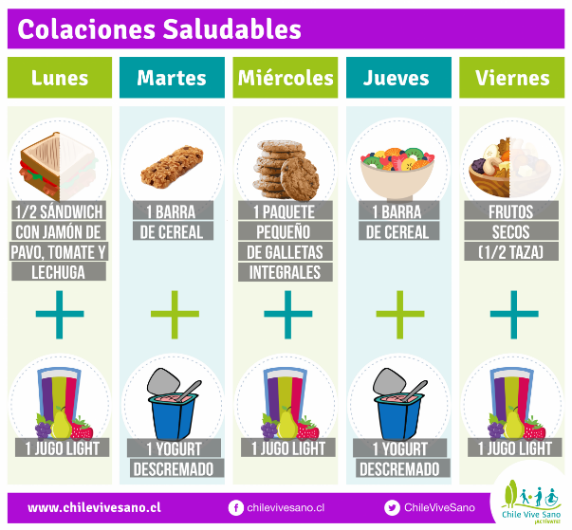 Colaciones Saludables
Lunes
Martes
Miércoles
Jueves
Viernes
1/2 SÁNDWICH
CON JAMÓN DE
PAVO, TOMATE Y
LECHUGA
1 BARRA
DE CEREAL
1 PAQUETE
PEQUEÑO
DE GALLETAS
INTEGRALES
1 BARRA
DE CEREAL
FRUTOS
SECOS
(1/2 TAZA)
1 JUGO LIGHT
1 YOGURT
DESCREMADO
1 JUGO LIGHT
1 YOGURT
DESCREMADO
1 JUGO LIGHT
www.chilevivesano.cl
chilevivesano.cl
ChileViveSano
Chile Vive Sano
¡ACTÍVATE!